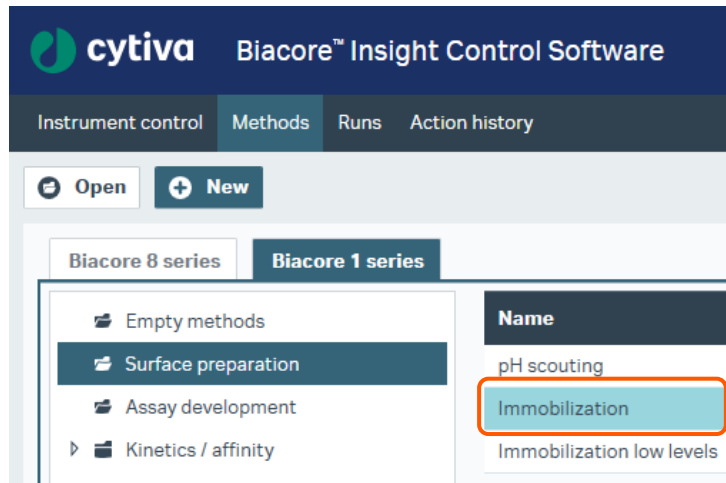 cytiva Biacore™ Insight Control Software
Instrument control Methods Runs Action history
Open New
Biacore 8 series Biacore 1 series
Empty methods
Surface preparation
Assay development
Kinetics / affinity
Name
pH scouting
Immobilization
Immobilization low levels